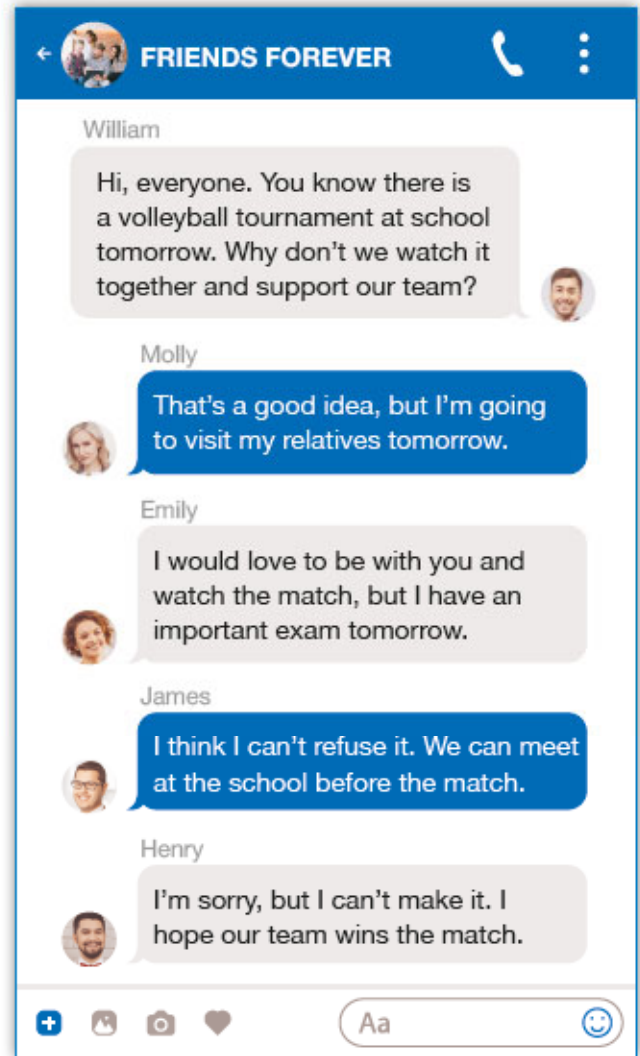 FRIENDS FOREVER
William
Hi, everyone. You know there is
a volleyball tournament at school
tomorrow. Why don’t we watch it
together and support our team?
Molly
That’s a good idea, but I’m going
to visit my relatives tomorrow.
Emily
I would love to be with you and
watch the match, but I have an
important exam tomorrow.
James
I think I can’t refuse it. We can meet
at the school before the match.
Henry
I’m sorry, but I can’t make it. I
hope our team wins the match.
Aa